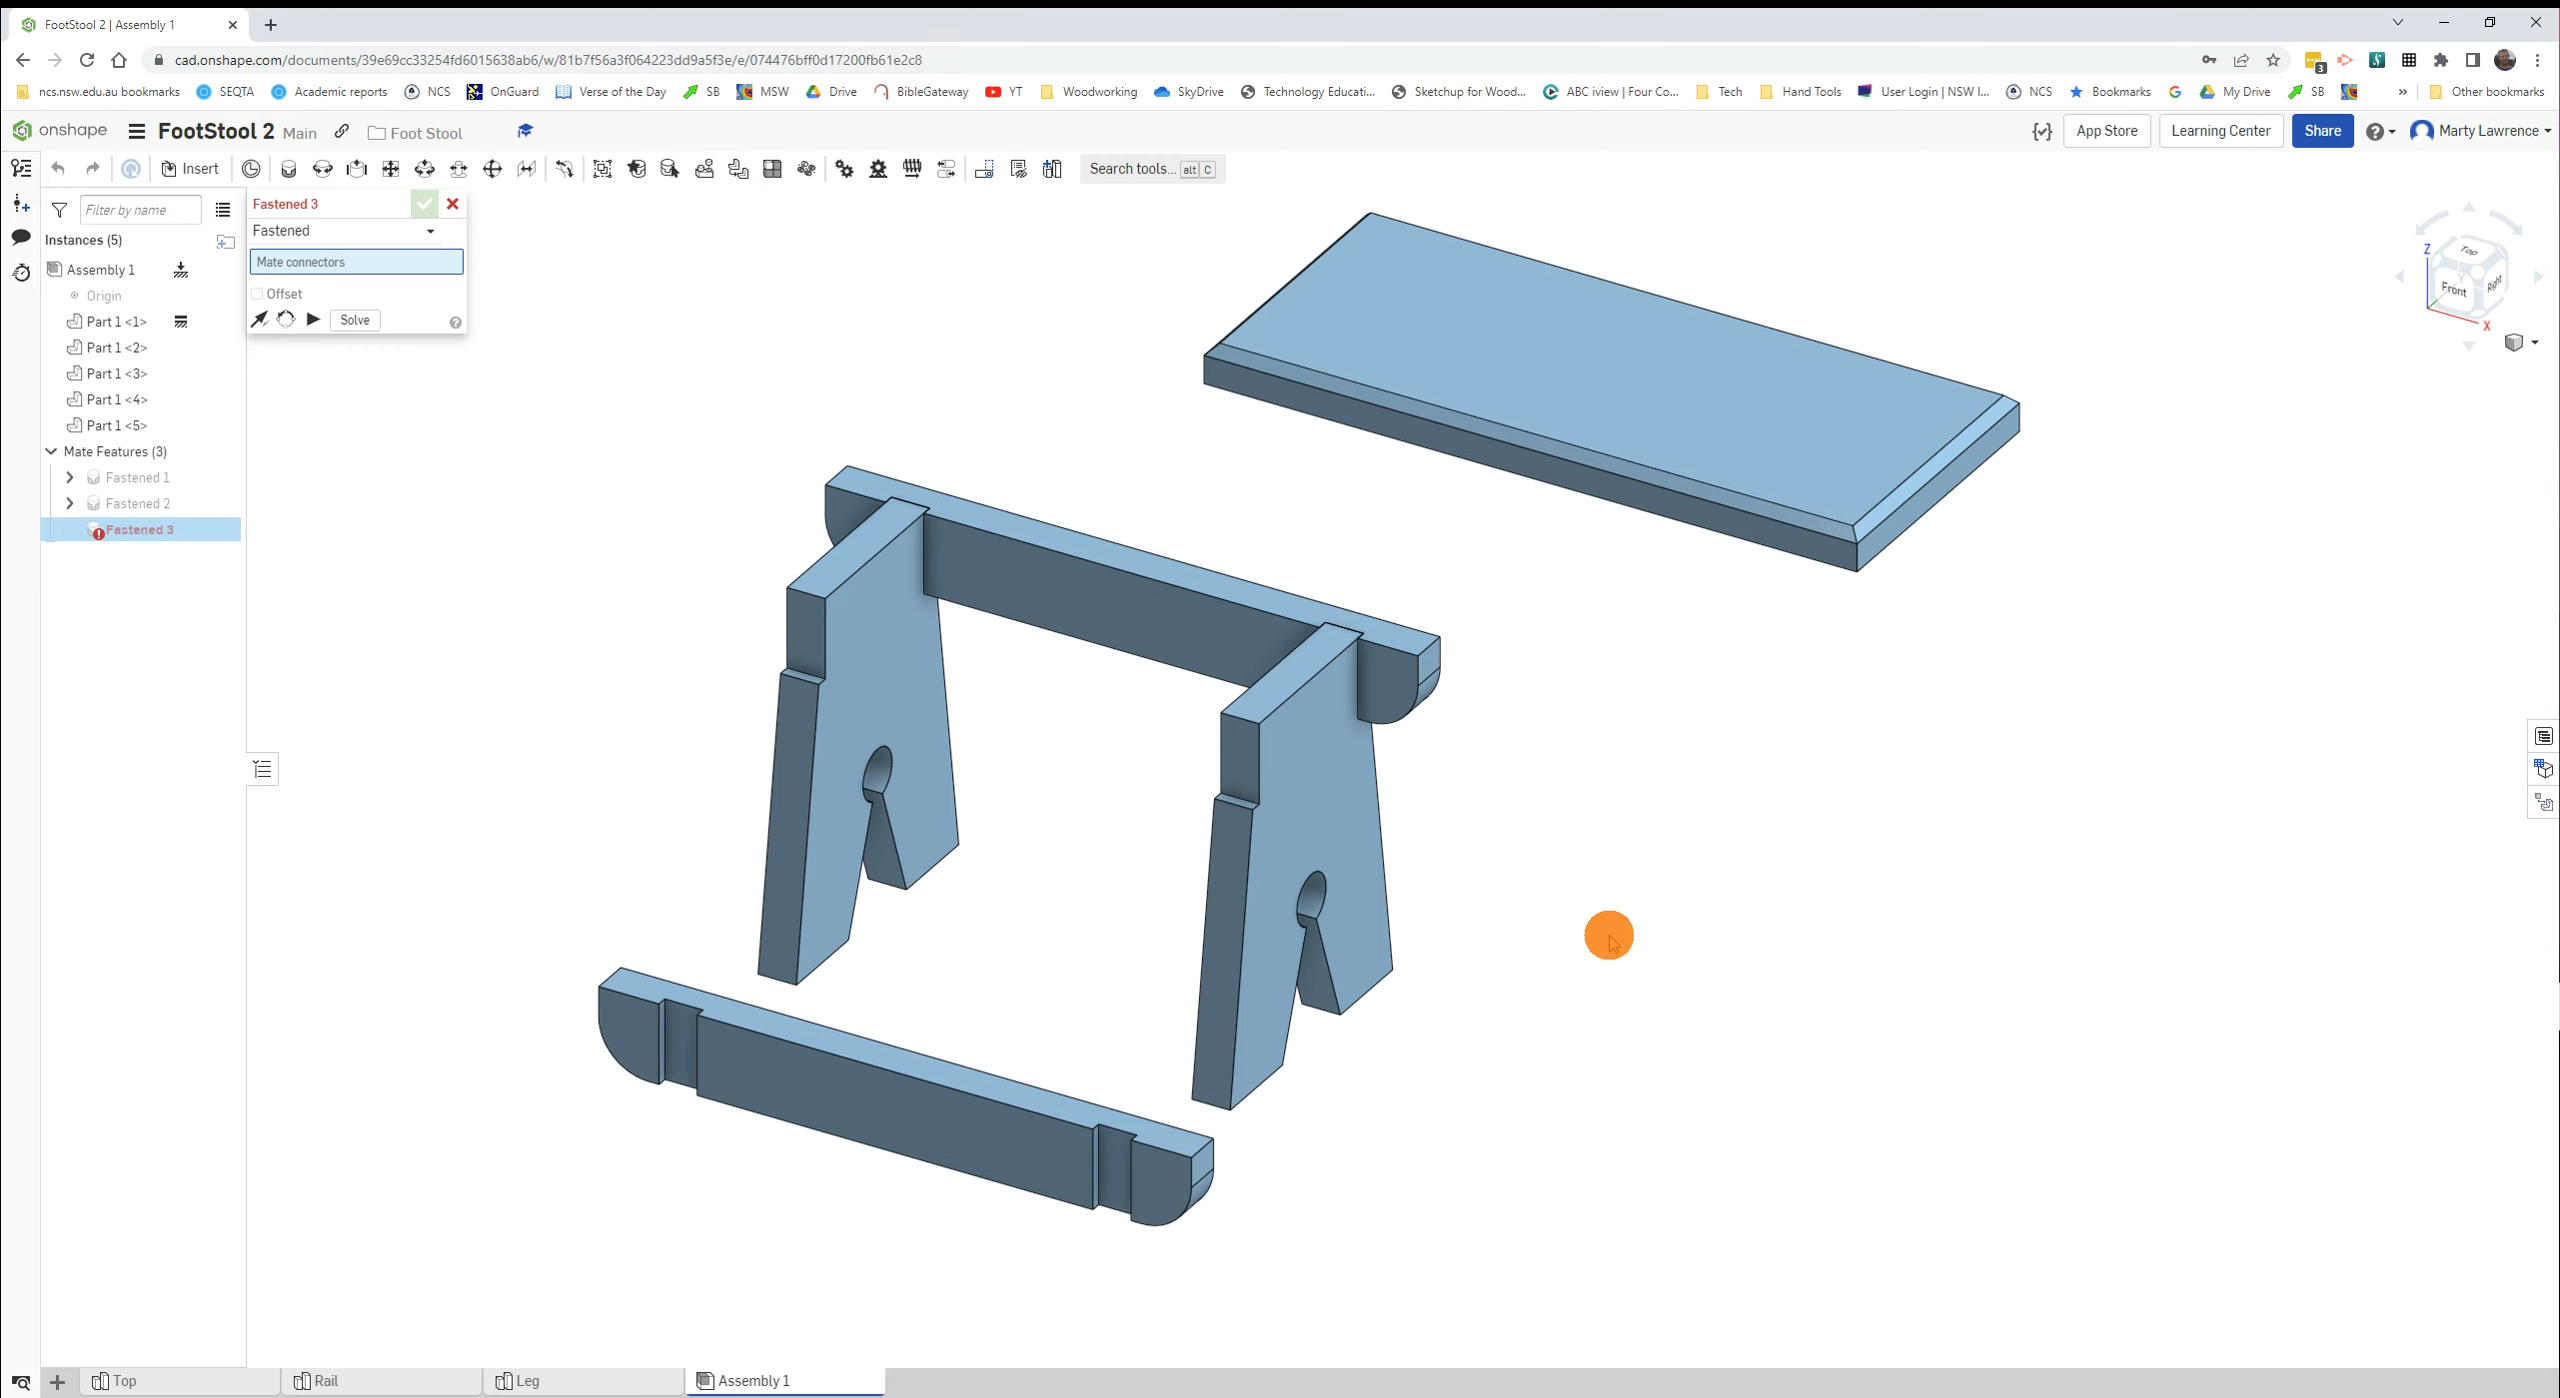 FootStool 2 | Assembly 1
cad.onshape.com/documents/39e69cc33254fd6015638ab6/w/81b7f56a3f064223dd9a5f3e/e/074476bff0d17200fb61e2c8
3
ncs.nsw.edu.au bookmarks SEQTA Academic reports NCS OnGuard Verse of the Day SB MSW Drive BibleGateway YT Woodworking SkyDrive Technology Educati... Sketchup for Wood... ABC iview | Four Co... Tech Hand Tools User Login | NSW I... NCS Bookmarks My Drive SB » Other bookmarks
onshape FootStool 2 Main Foot Stool App Store Learning Center Share Marty Lawrence
Insert Search tools... alt C
Filter by name
Instances (5)
Assembly 1
Origin
Part 1 <1>
Part 1 <2>
Part 1 <3>
Part 1 <4>
Part 1 <5>
Mate Features (3)
Fastened 1
Fastened 2
Fastened 3
Fastened 3
Fastened
Mate connectors
Offset
Solve
Z
Top
Front
Right
Y
X
Top Rail Leg Assembly 1